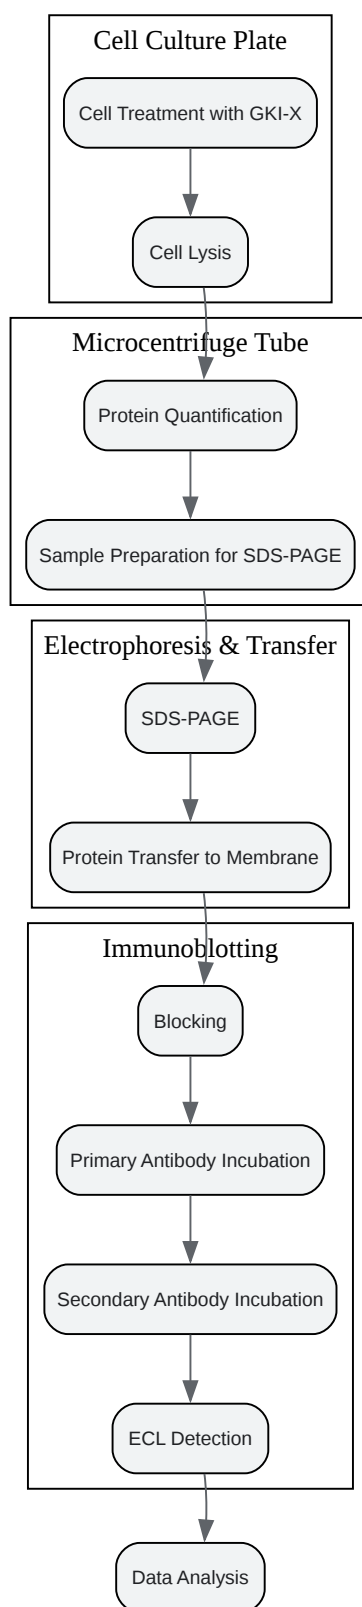 Cell Culture Plate
Cell Treatment with GKI-X
Cell Lysis
Microcentrifuge Tube
Protein Quantification
Sample Preparation for SDS-PAGE
Electrophoresis & Transfer
SDS-PAGE
Protein Transfer to Membrane
Immunoblotting
Blocking
Primary Antibody Incubation
Secondary Antibody Incubation
ECL Detection
Data Analysis